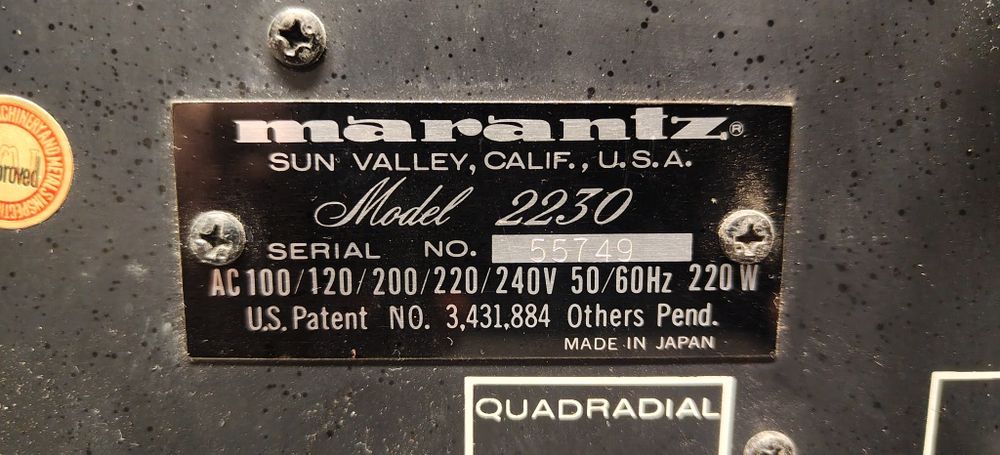 marantz®
SUN VALLEY, CALIF., U.S.A.
Model 2230
SERIAL NO. 55749
AC 100/120/200/220/240V 50/60Hz 220 W
U.S. Patent NO. 3,431,884 Others Pend.
MADE IN JAPAN
QUADRADIAL